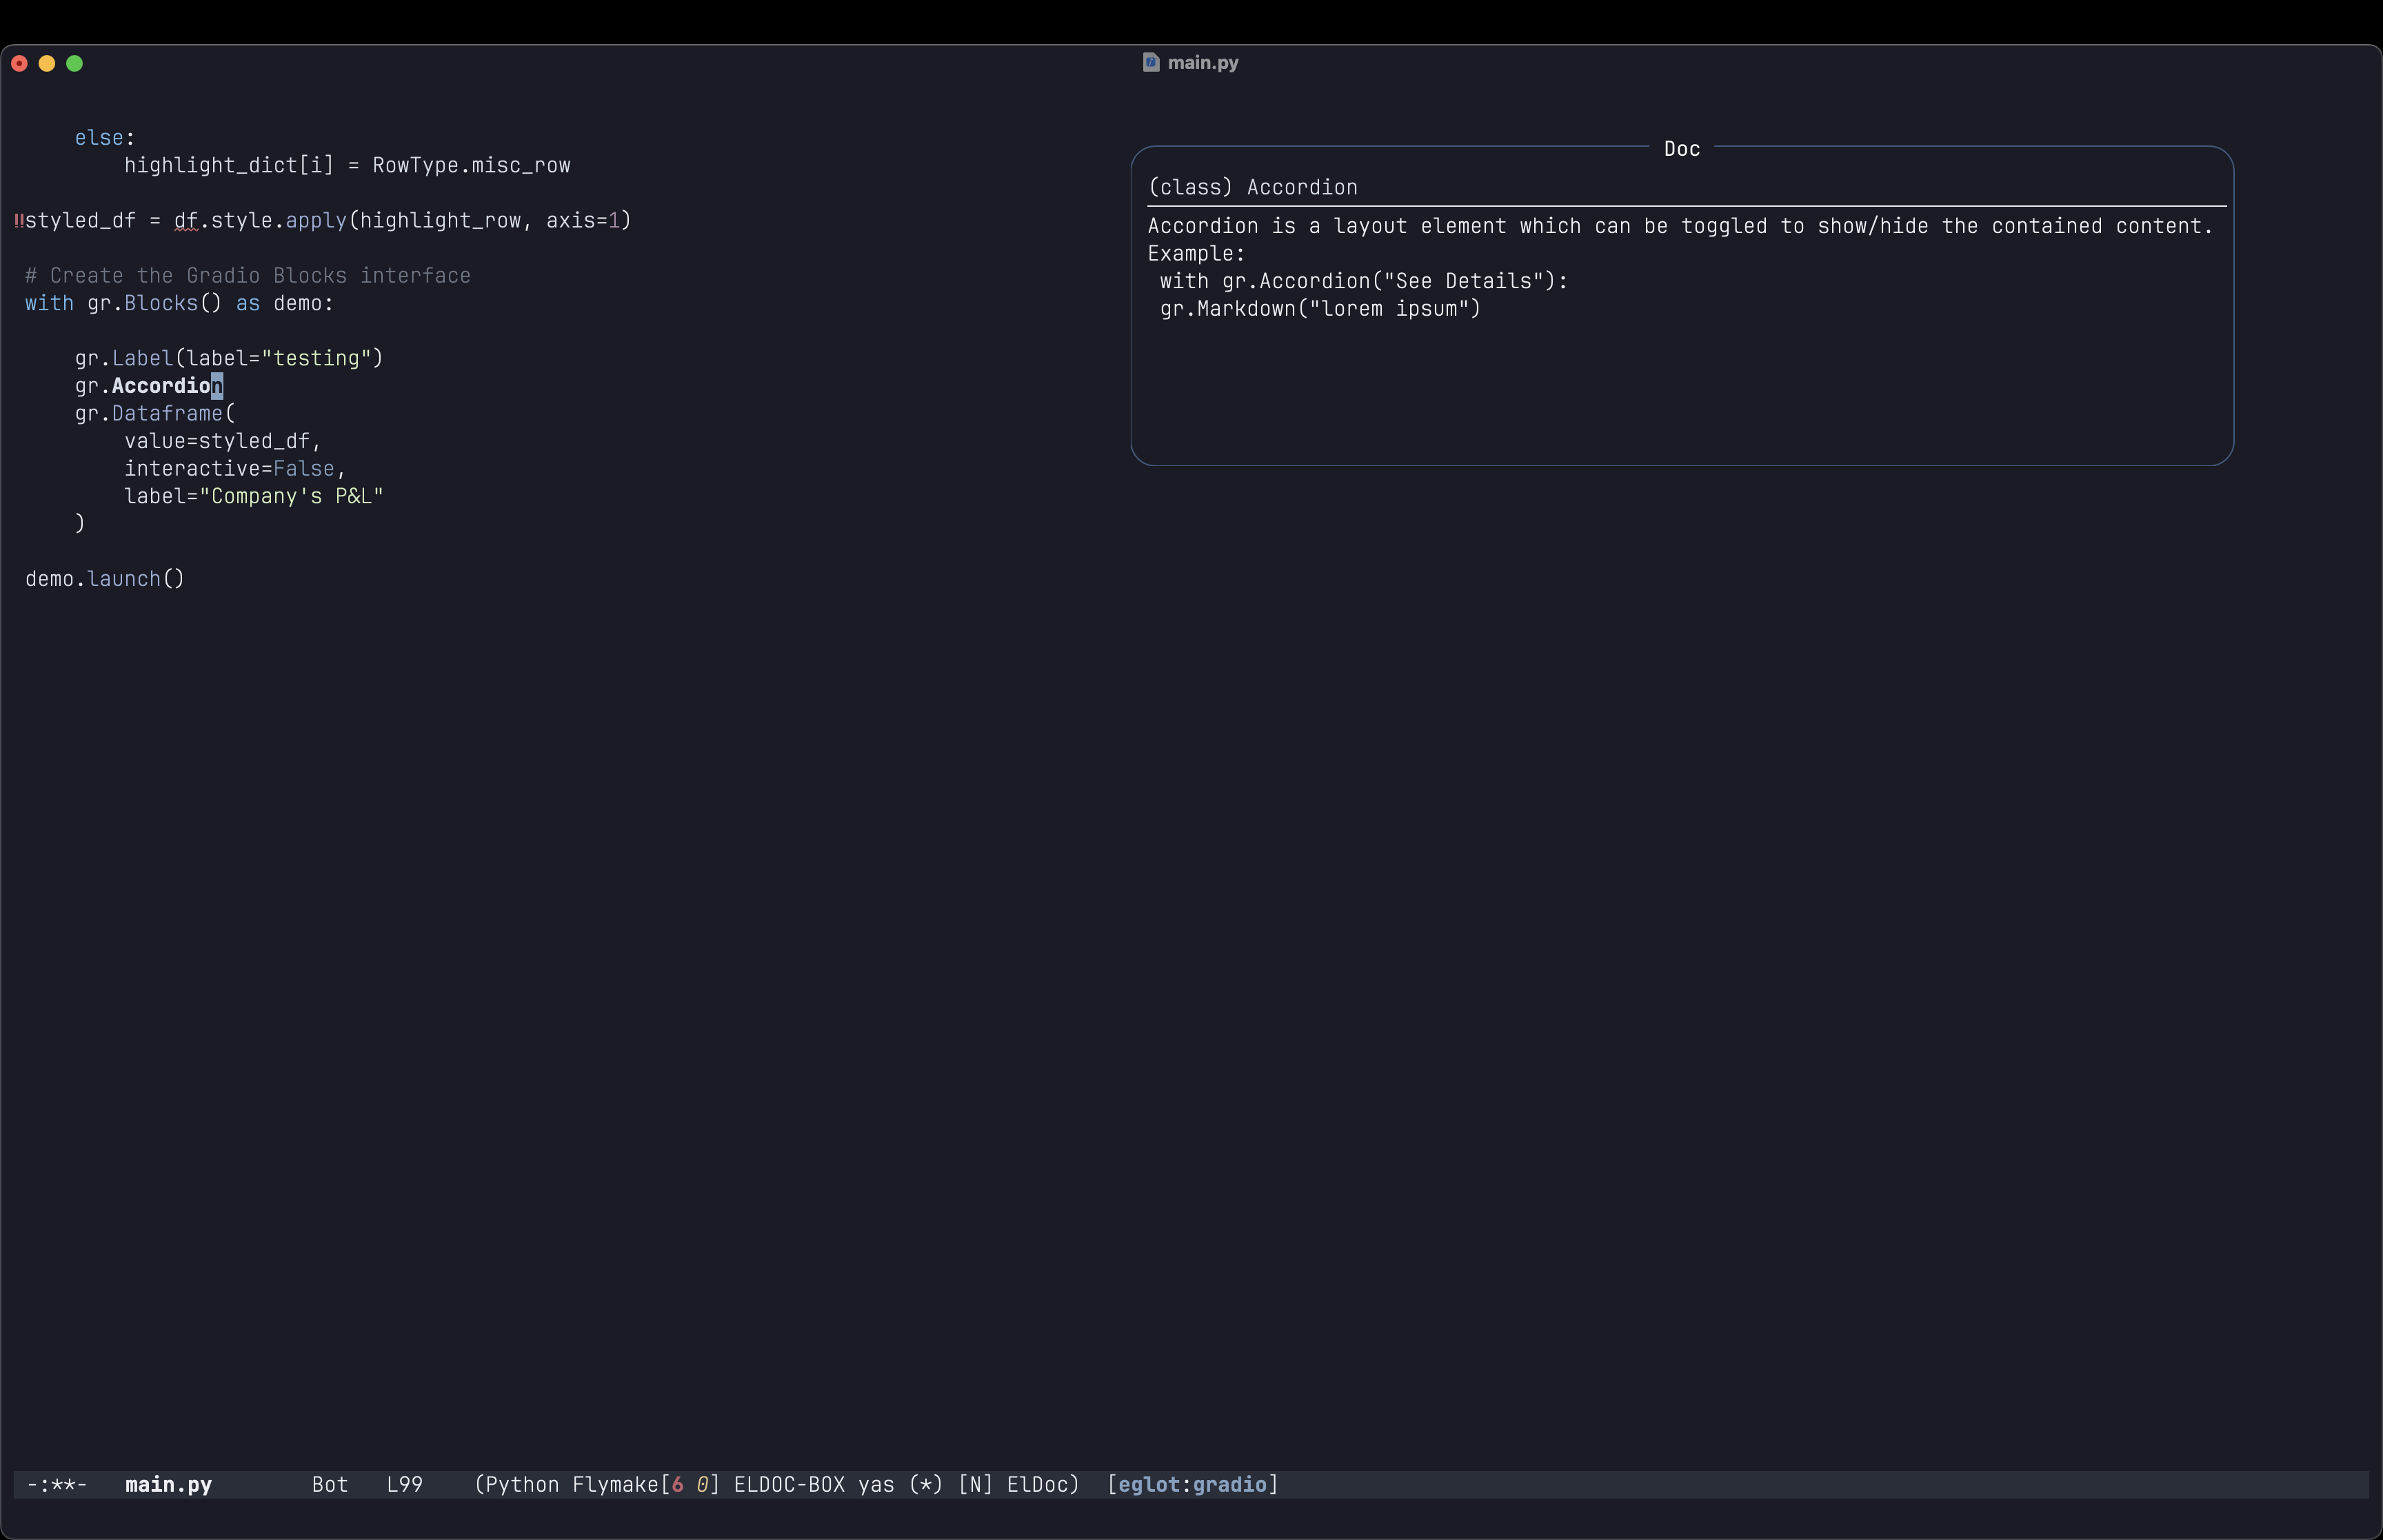 main.py
else:
highlight_dict[i] = RowType.misc_row
‼styled_df = df.style.apply(highlight_row, axis=1)
# Create the Gradio Blocks interface
with gr.Blocks() as demo:
gr.Label(label="testing")
gr.Accordion
gr.Dataframe(
value=styled_df,
interactive=False,
label="Company's P&L"
)
demo.launch()
Doc
(class) Accordion
Accordion is a layout element which can be toggled to show/hide the contained content.
Example:
with gr.Accordion("See Details"):
gr.Markdown("lorem ipsum")
-:**- main.py Bot L99 (Python Flymake[6 0] ELDOC-BOX yas (*) [N] ElDoc) [eglot:gradio]